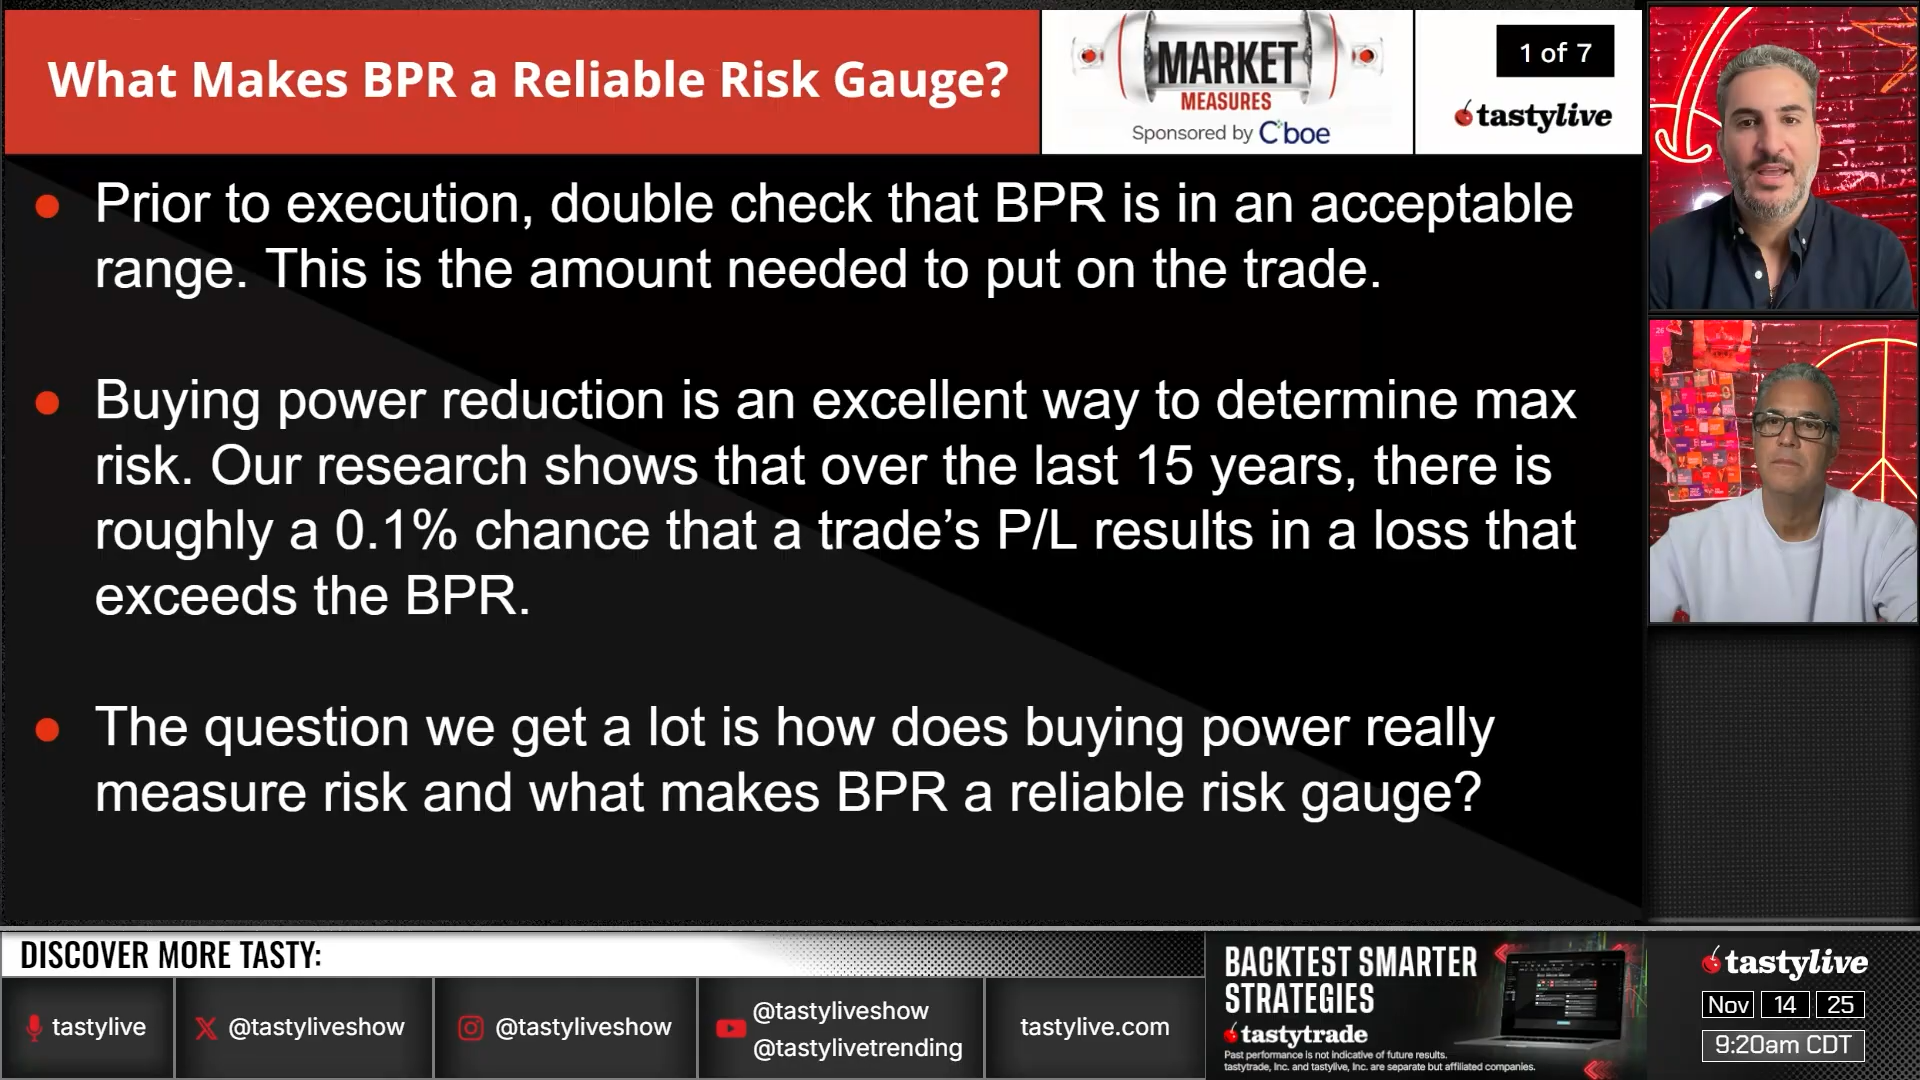 What Makes BPR a Reliable Risk Gauge?
MARKET
MEASURES
Sponsored by Cboe
1 of 7
tastylive
Prior to execution, double check that BPR is in an acceptable
range. This is the amount needed to put on the trade.
Buying power reduction is an excellent way to determine max
risk. Our research shows that over the last 15 years, there is
roughly a 0.1% chance that a trade’s P/L results in a loss that
exceeds the BPR.
The question we get a lot is how does buying power really
measure risk and what makes BPR a reliable risk gauge?
DISCOVER MORE TASTY:
tastylive
@tastyliveshow
@tastyliveshow
@tastyliveshow
@tastylivetrending
tastylive.com
BACKTEST SMARTER
STRATEGIES
tastytrade
Past performance is not indicative of future results.
tastytrade, Inc. and tastylive, Inc. are separate but affiliated companies.
tastylive
Nov 14 25
9:20am CDT